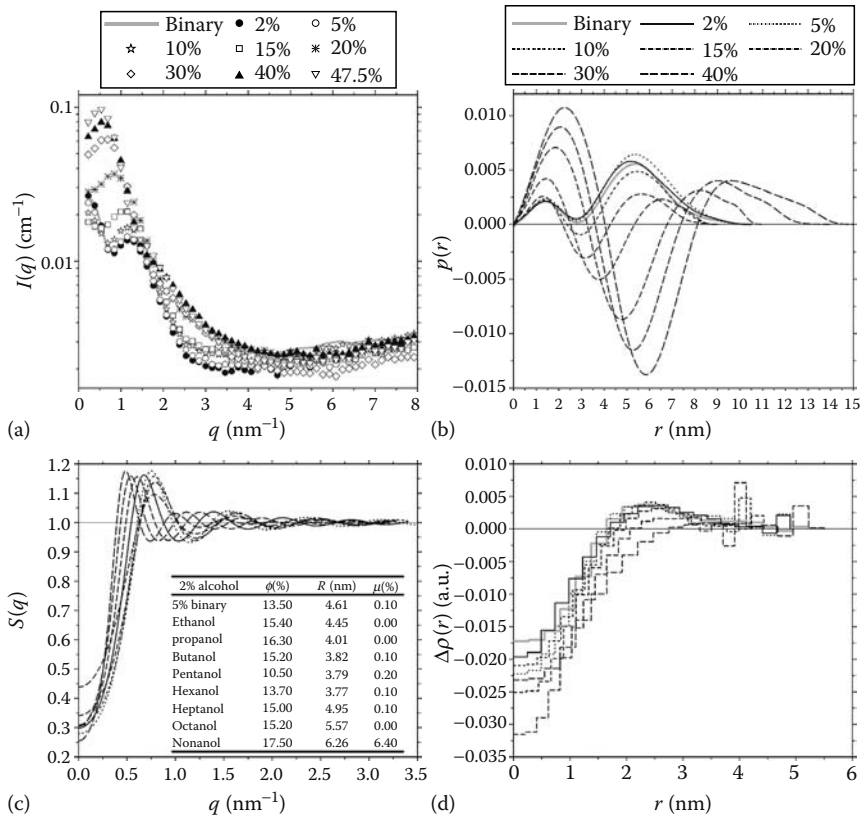 Binary 2% 5%
10% 15% 20%
30% 40% 47.5%
0.1
0.01
I(q) (cm⁻¹)
0 1 2 3 4 5 6 7 8
(a) q (nm⁻¹)
Binary 2% 5%
10% 15% 20%
30% 40%
0.010
0.005
0.000
−0.005
−0.010
−0.015
p(r)
0 1 2 3 4 5 6 7 8 9 10 11 12 13 14 15
(b) r (nm)
1.2
1.1
1.0
0.9
0.8
0.7
0.6
0.5
0.4
0.3
0.2
S(q)
2% alcohol ϕ(%) R (nm) μ(%)
5% binary 13.50 4.61 0.10
Ethanol 15.40 4.45 0.00
propanol 16.30 4.01 0.00
Butanol 15.20 3.82 0.10
Pentanol 10.50 3.79 0.20
Hexanol 13.70 3.77 0.10
Heptanol 15.00 4.95 0.10
Octanol 15.20 5.57 0.00
Nonanol 17.50 6.26 6.40
0.0 0.5 1.0 1.5 2.0 2.5 3.0 3.5
(c) q (nm⁻¹)
0.010
0.005
0.000
−0.005
−0.010
−0.015
−0.020
−0.025
−0.030
−0.035
Δρ(r) (a.u.)
0 1 2 3 4 5 6
(d) r (nm)